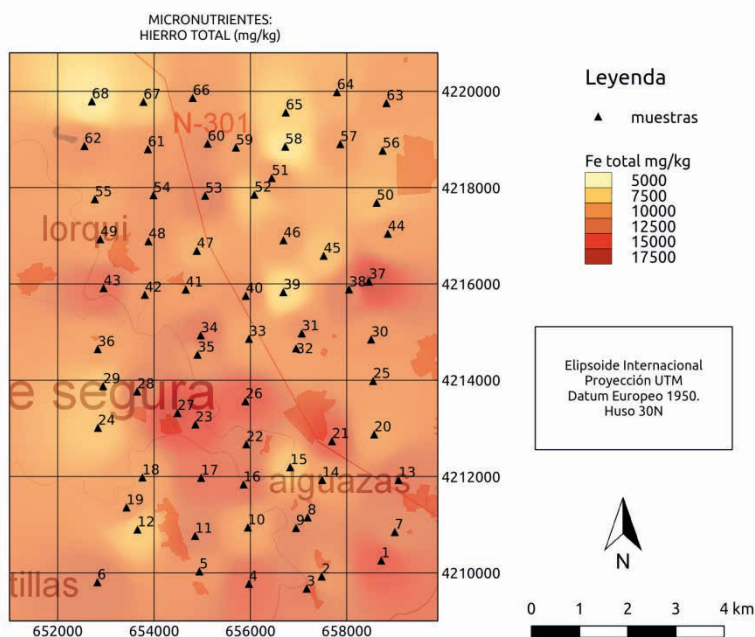 MICRONUTRIENTES:
HIERRO TOTAL (mg/kg)
68 67 66 65 64 63
4220000
N-301
62 61 60 59 58 57 56
51
55 54 53 52 50
4218000
lorqui
49 48 47 46 45 44
43 42 41 40 39 38 37
4216000
36 35 34 33 32 31 30
4214000
e segura
29 28 27 26 25
24 23 22 21 20
15
4212000
18 17 16 14 13
alguazas
19 12 11 10 9 8 7
6 5 4 3 2 1
4210000
tillas
652000 654000 656000 658000
Leyenda
muestras
Fe total mg/kg
5000
7500
10000
12500
15000
17500
Elipsoide Internacional
Proyección UTM
Datum Europeo 1950.
Huso 30N
N
0 1 2 3 4 km